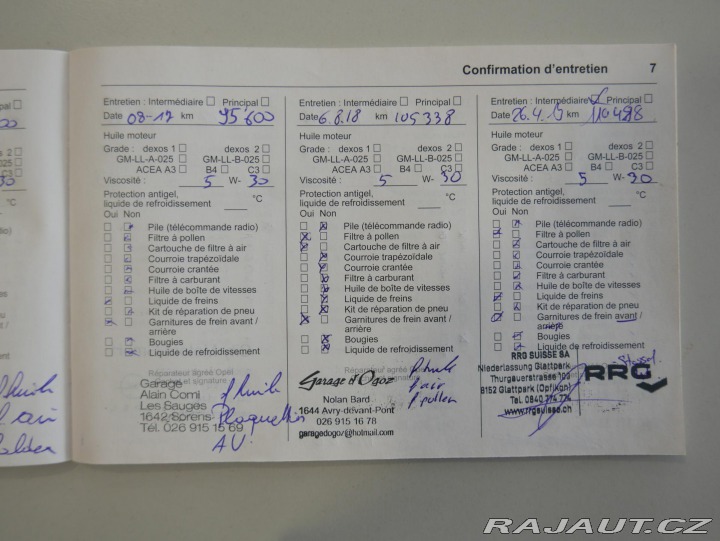 Confirmation d'entretien 7
Entretien : Intermédiaire Principal
Date 08-17 km 95'600
Huile moteur
Grade : dexos 1 dexos 2
GM-LL-A-025 GM-LL-B-025
ACEA A3 B4 C3
Viscosité : 5 W- 30
Protection antigel,
liquide de refroidissement °C
Oui Non
Pile (télécommande radio)
Filtre à pollen
Cartouche de filtre à air
Courroie trapézoïdale
Courroie crantée
Filtre à carburant
Huile de boîte de vitesses
Liquide de freins
Kit de réparation de pneu
Garnitures de frein avant /
arrière
Bougies
Liquide de refroidissement
Réparateur agréé Opel
et signature
Garage
Alain Comi
Les Sauges
1642 Sorens
Tél. 026 915 15 69
f huile
Plaquettes
AV!
Entretien : Intermédiaire Principal
Date 6.8.18 km 105338
Huile moteur
Grade : dexos 1 dexos 2
GM-LL-A-025 GM-LL-B-025
ACEA A3 B4 C3
Viscosité : 5 W- 30
Protection antigel,
liquide de refroidissement °C
Oui Non
Pile (télécommande radio)
Filtre à pollen
Cartouche de filtre à air
Courroie trapézoïdale
Courroie crantée
Filtre à carburant
Huile de boîte de vitesses
Liquide de freins
Kit de réparation de pneu
Garnitures de frein avant /
arrière
Bougies
Liquide de refroidissement
Garage d'Ogoz
Nolan Bard
1644 Avry-devant-Pont
026 915 16 78
garagedogoz@hotmail.com
f huile
f air
f pollen
Entretien : Intermédiaire Principal
Date 26.4.19 km
Huile moteur
Grade : dexos 1 dexos 2
GM-LL-A-025 GM-LL-B-025
ACEA A3 B4 C3
Viscosité : 5 W- 30
Protection antigel,
liquide de refroidissement °C
Oui Non
Pile (télécommande radio)
Filtre à pollen
Cartouche de filtre à air
Courroie trapézoïdale
Courroie crantée
Filtre à carburant
Huile de boîte de vitesses
Liquide de freins
Kit de réparation de pneu
Garnitures de frein avant /
arrière
Bougies
Liquide de refroidissement
RRG SUISSE SA
Niederlassung Glattpark
Thurgauerstrasse 109
8152 Glattpark (Opfikon)
Tel. 0840 774 774
www.rrgsuisse.ch
RRG
RAJAUT.CZ